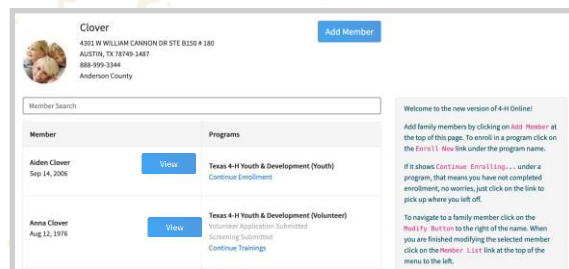 Clover
4301 W WILLIAM CANNON DR STE B150 # 180
AUSTIN, TX 78749-1487
888-999-3344
Anderson County
Add Member
Member Search
Member Programs
Aiden Clover
Sep 14, 2006
View
Texas 4-H Youth & Development (Youth)
Continue Enrollment
Anna Clover
Aug 12, 1976
View
Texas 4-H Youth & Development (Volunteer)
Volunteer Application Submitted
Screening Submitted
Continue Trainings
Welcome to the new version of 4-H Online!
Add family members by clicking on Add Member at
the top of this page. To enroll in a program click on
the Enroll Now link under the program name.
If it shows Continue Enrolling... under a
program, that means you have not completed
enrollment, no worries, just click on the link to
pick up where you left off.
To navigate to a family member click on the
Modify Button to the right of the name. When
you are finished modifying the selected member
click on the Member List link at the top of the
menu to the left.